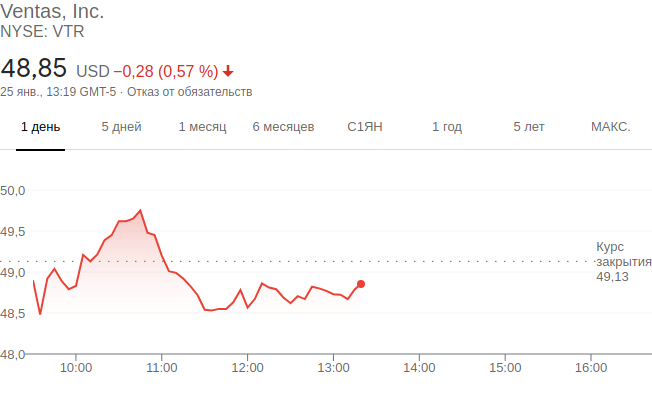 Ventas, Inc.
NYSE: VTR
48,85 USD −0,28 (0,57 %)
25 янв., 13:19 GMT-5 · Отказ от обязательств
1 день 5 дней 1 месяц 6 месяцев С1ЯН 1 год 5 лет МАКС.
50,0
49,5
Курс
закрытия
49,13
49,0
48,5
48,0
10:00 11:00 12:00 13:00 14:00 15:00 16:00